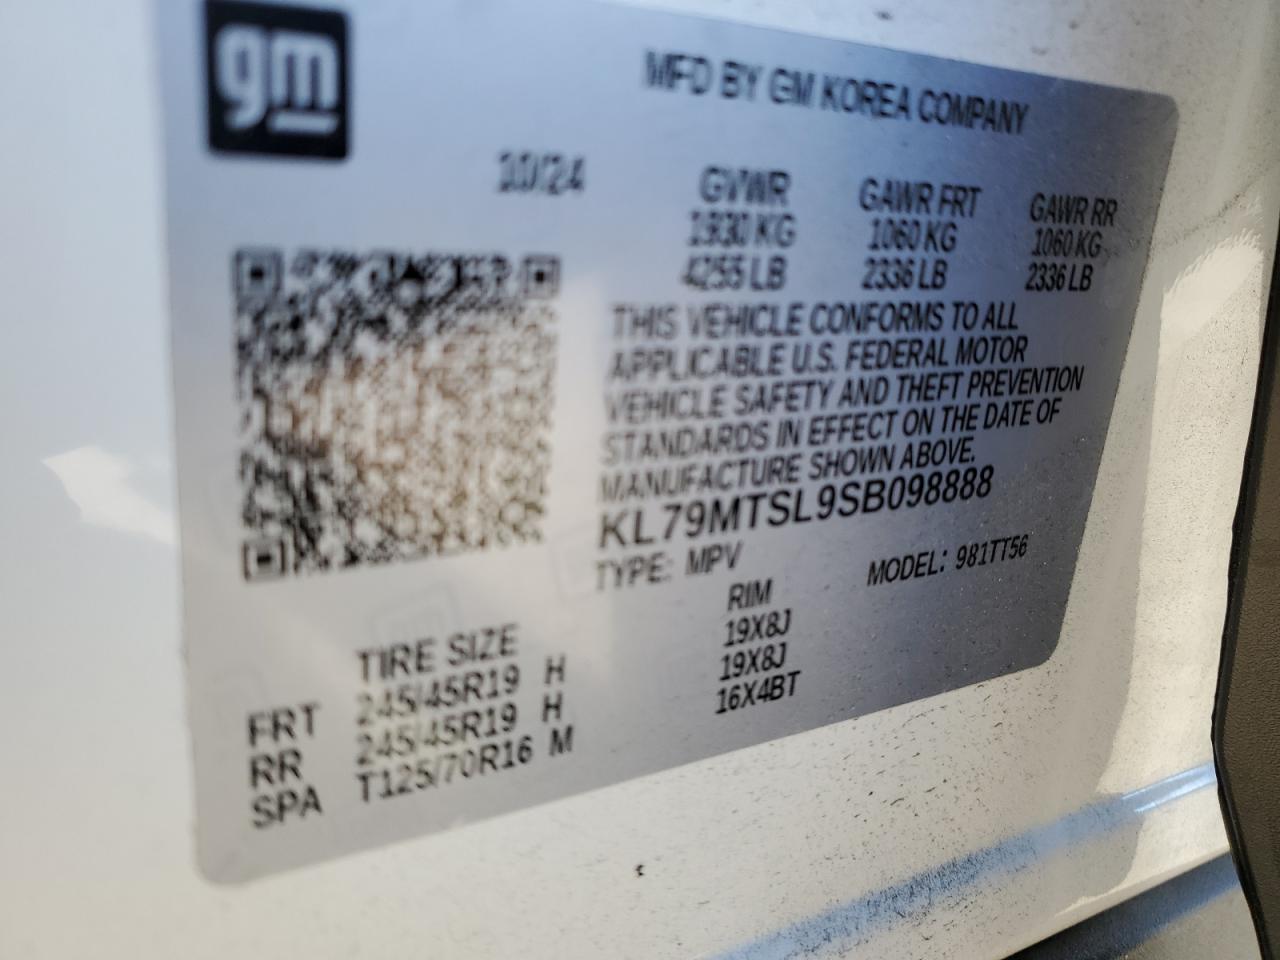 gm
MFD BY GM KOREA COMPANY
10/24
GVWR GAWR FRT GAWR RR
1930 KG 1060 KG 1060 KG
4255 LB 2336 LB 2336 LB
THIS VEHICLE CONFORMS TO ALL
APPLICABLE U.S. FEDERAL MOTOR
VEHICLE SAFETY AND THEFT PREVENTION
STANDARDS IN EFFECT ON THE DATE OF
MANUFACTURE SHOWN ABOVE.
KL79MTSL9SB098888
TYPE: MPV MODEL: 981TT56
TIRE SIZE RIM
FRT 245/45R19 H 19X8J
RR 245/45R19 H 19X8J
SPA T125/70R16 M 16X4BT